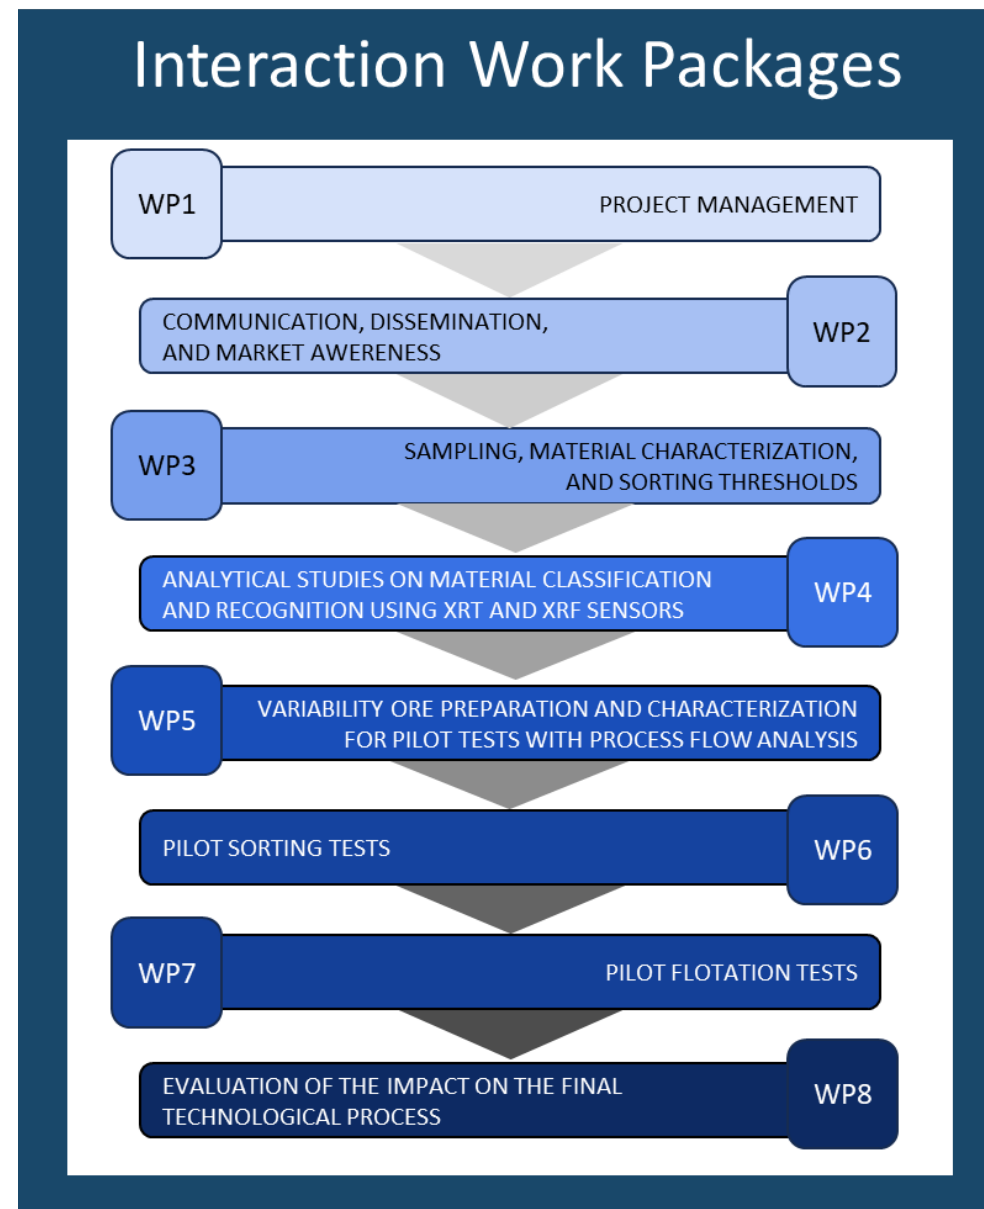 Interaction Work Packages
WP1
PROJECT MANAGEMENT
COMMUNICATION, DISSEMINATION,
AND MARKET AWERENESS
WP2
WP3
SAMPLING, MATERIAL CHARACTERIZATION,
AND SORTING THRESHOLDS
ANALYTICAL STUDIES ON MATERIAL CLASSIFICATION
AND RECOGNITION USING XRT AND XRF SENSORS
WP4
WP5
VARIABILITY ORE PREPARATION AND CHARACTERIZATION
FOR PILOT TESTS WITH PROCESS FLOW ANALYSIS
PILOT SORTING TESTS
WP6
WP7
PILOT FLOTATION TESTS
EVALUATION OF THE IMPACT ON THE FINAL
TECHNOLOGICAL PROCESS
WP8